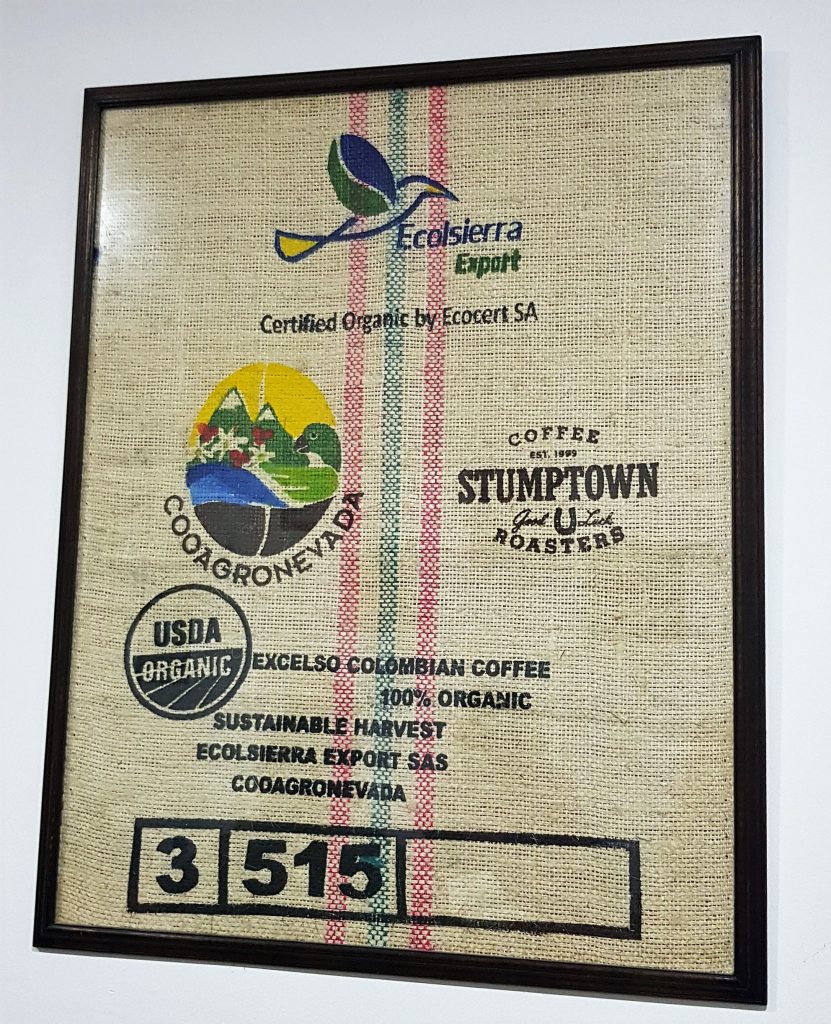 Ecolsierra
Export
Certified Organic by Ecocert SA
COOAGRONEVADA
COFFEE
EST. 1999
STUMPTOWN
Good Luck
ROASTERS
USDA
ORGANIC
EXCELSO COLOMBIAN COFFEE
100% ORGANIC
SUSTAINABLE HARVEST
ECOLSIERRA EXPORT SAS
COOAGRONEVADA
3 515